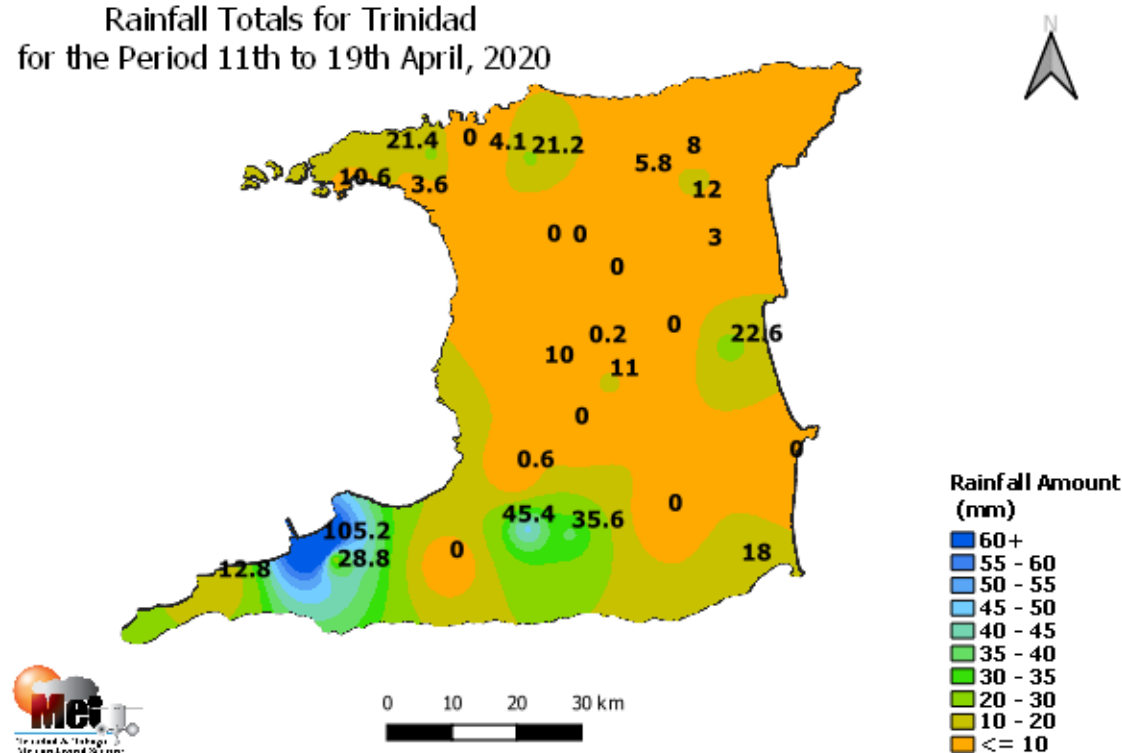 Rainfall Totals for Trinidad
for the Period 11th to 19th April, 2020
N
21.4 0 4.1 21.2 8
5.8
10.6 3.6 12
0 0 3
0
0
0.2 22.6
10
11
0
0
0.6
0
45.4 35.6
105.2
0 18
28.8
12.8
Rainfall Amount
(mm)
60+
55 - 60
50 - 55
45 - 50
40 - 45
35 - 40
30 - 35
20 - 30
10 - 20
<= 10
0 10 20 30 km
Met
Trinidad & Tobago